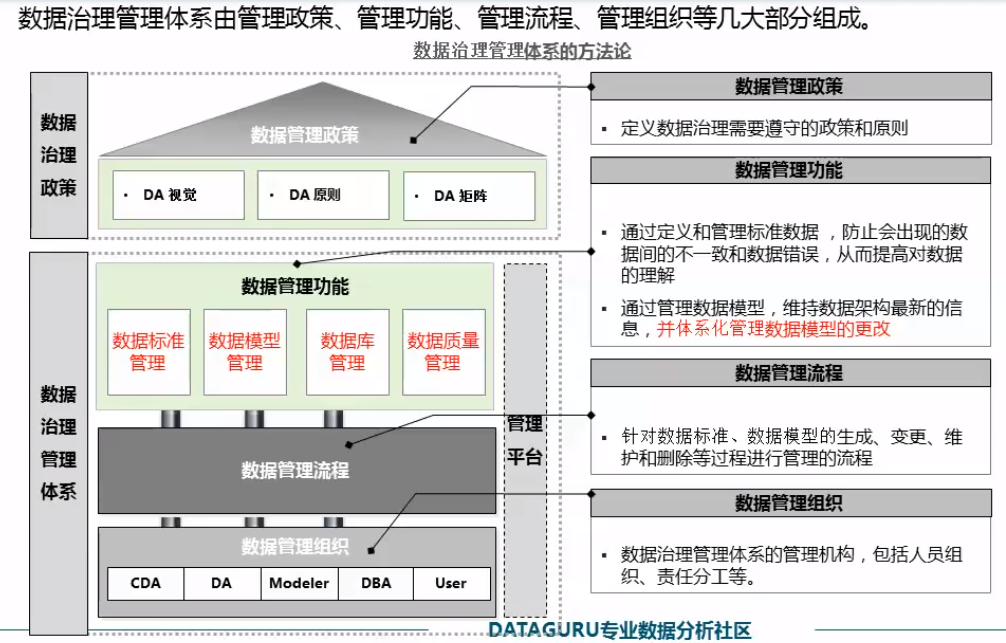 数据治理管理体系由管理政策、管理功能、管理流程、管理组织等几大部分组成。
数据治理管理体系的方法论
数据
治理
政策
数据管理政策
• DA 视觉
• DA 原则
• DA 矩阵
数据
治理
管理
体系
数据管理功能
数据标准
管理
数据模型
管理
数据库
管理
数据质量
管理
数据管理流程
数据管理组织
CDA
DA
Modeler
DBA
User
管理
平台
数据管理政策
▪ 定义数据治理需要遵守的政策和原则
数据管理功能
▪ 通过定义和管理标准数据 ，防止会出现的数
据间的不一致和数据错误，从而提高对数据
的理解
▪ 通过管理数据模型，维持数据架构最新的信
息，并体系化管理数据模型的更改
数据管理流程
▪ 针对数据标准、数据模型的生成、变更、维
护和删除等过程进行管理的流程
数据管理组织
▪ 数据治理管理体系的管理机构，包括人员组
织、责任分工等。
DATAGURU专业数据分析社区